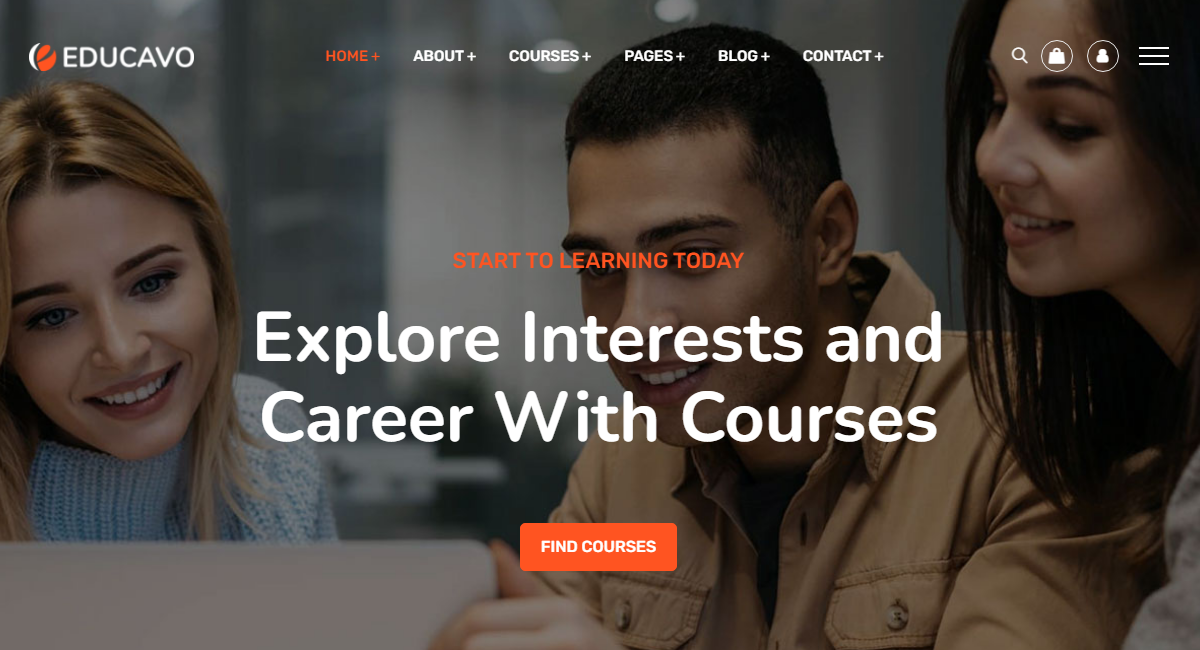 EDUCAVO
HOME + ABOUT + COURSES + PAGES + BLOG + CONTACT +
START TO LEARNING TODAY
Explore Interests and
Career With Courses
FIND COURSES